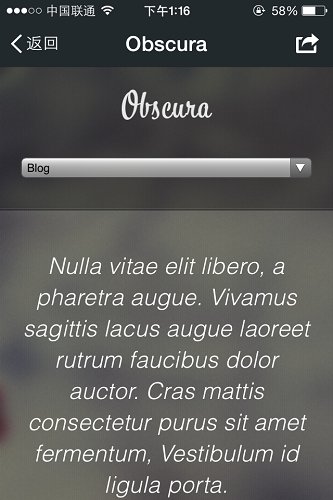 中国联通 下午1:16 58%
返回 Obscura
Obscura
Blog
Nulla vitae elit libero, a
pharetra augue. Vivamus
sagittis lacus augue laoreet
rutrum faucibus dolor
auctor. Cras mattis
consectetur purus sit amet
fermentum, Vestibulum id
ligula porta.